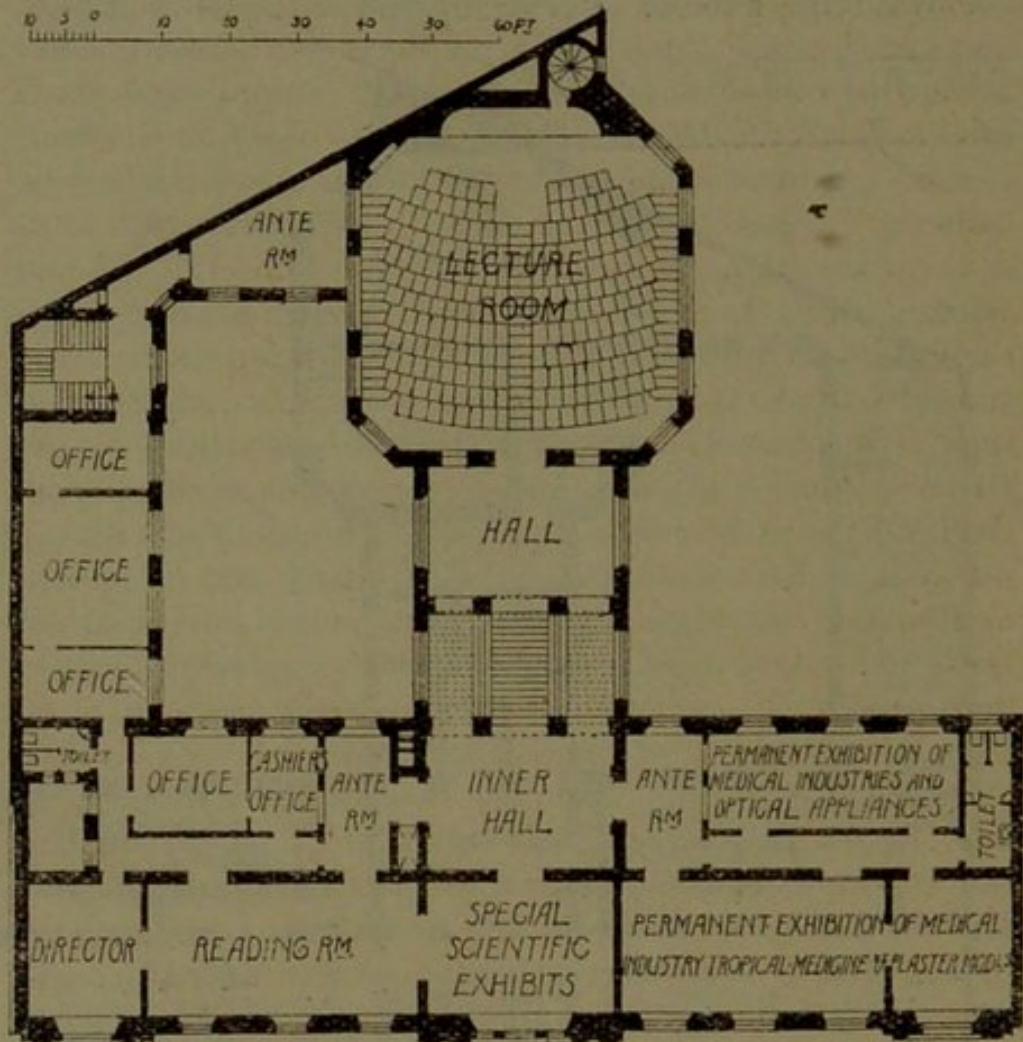 10 5 0 10 20 30 40 50 60 FT
ANTE
RM
LECTURE
ROOM
OFFICE
HALL
OFFICE
OFFICE
TOILET
OFFICE
CASHIERS
OFFICE
ANTE
RM
INNER
HALL
ANTE
RM
PERMANENT EXHIBITION OF
MEDICAL INDUSTRIES AND
OPTICAL APPLIANCES
TOILET
DIRECTOR
READING RM
SPECIAL
SCIENTIFIC
EXHIBITS
PERMANENT EXHIBITION OF MEDICAL
INDUSTRY TROPICAL-MEDICINE & PLASTER